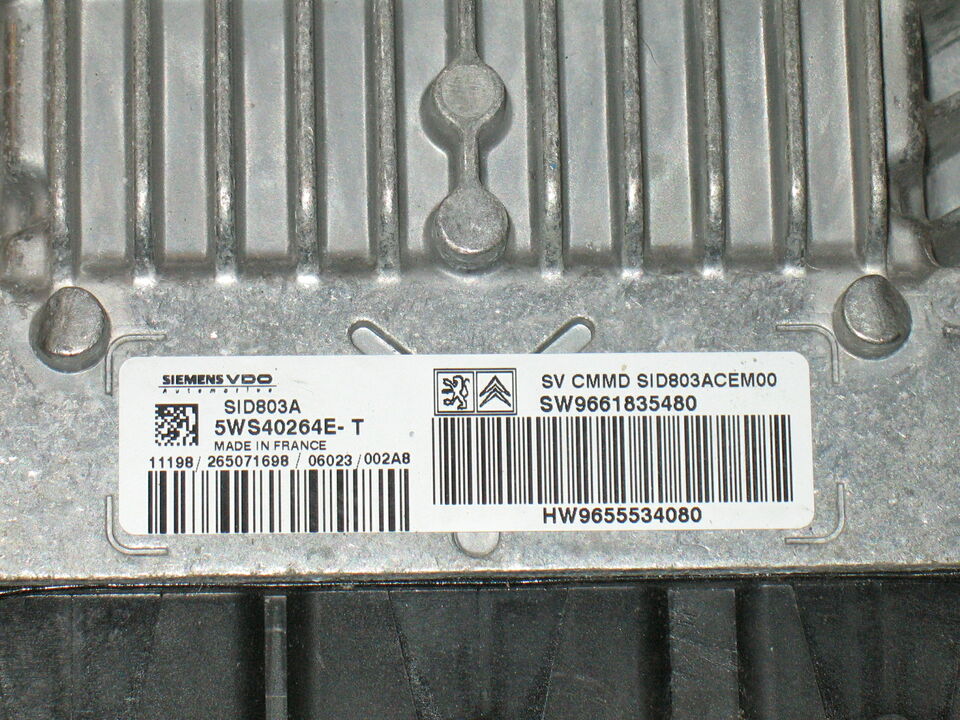 SIEMENS VDO
Automotive
SID803A
5WS40264E- T
MADE IN FRANCE
11198 / 265071698 / 06023 / 002A8
SV CMMD SID803ACEM00
SW9661835480
HW9655534080